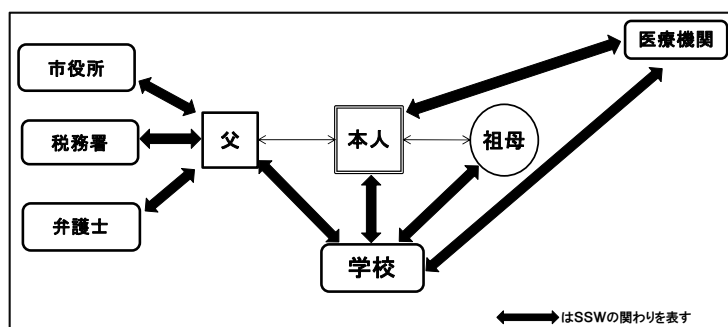 医療機関
市役所
税務署
父
本人
祖母
弁護士
学校
はSSWの関わりを表す